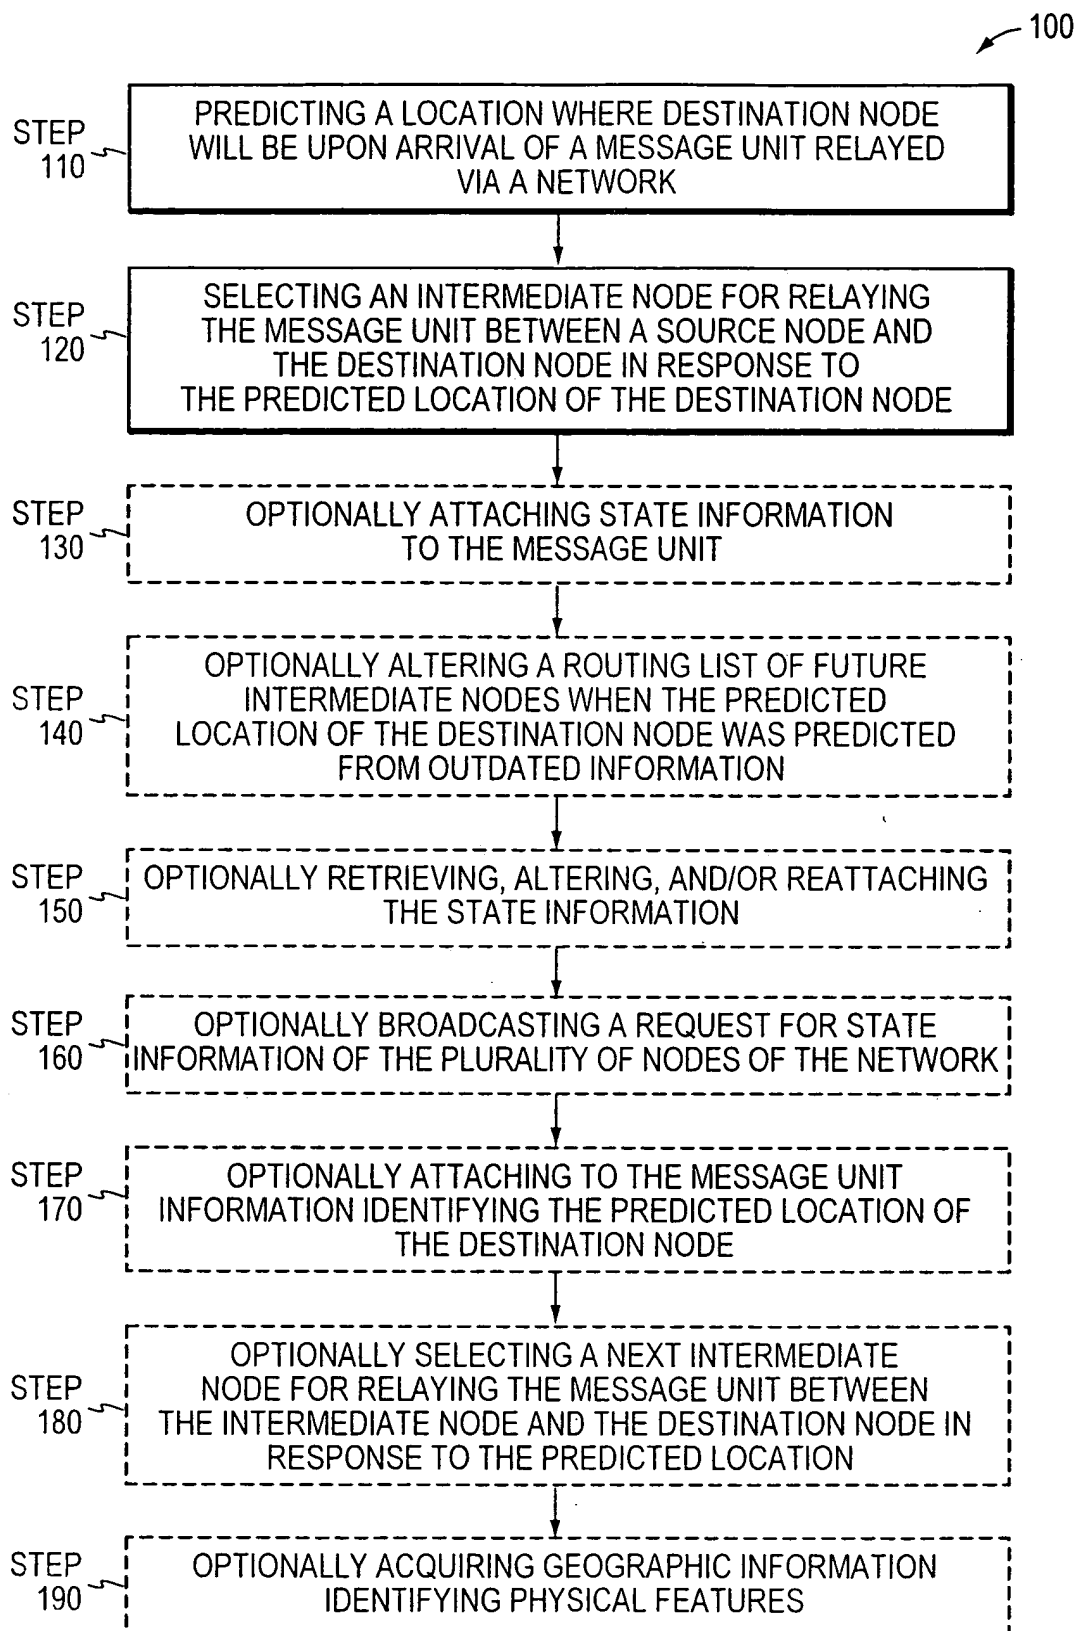 100
STEP
110
PREDICTING A LOCATION WHERE DESTINATION NODE
WILL BE UPON ARRIVAL OF A MESSAGE UNIT RELAYED
VIA A NETWORK
STEP
120
SELECTING AN INTERMEDIATE NODE FOR RELAYING
THE MESSAGE UNIT BETWEEN A SOURCE NODE AND
THE DESTINATION NODE IN RESPONSE TO
THE PREDICTED LOCATION OF THE DESTINATION NODE
STEP
130
OPTIONALLY ATTACHING STATE INFORMATION
TO THE MESSAGE UNIT
STEP
140
OPTIONALLY ALTERING A ROUTING LIST OF FUTURE
INTERMEDIATE NODES WHEN THE PREDICTED
LOCATION OF THE DESTINATION NODE WAS PREDICTED
FROM OUTDATED INFORMATION
STEP
150
OPTIONALLY RETRIEVING, ALTERING, AND/OR REATTACHING
THE STATE INFORMATION
STEP
160
OPTIONALLY BROADCASTING A REQUEST FOR STATE
INFORMATION OF THE PLURALITY OF NODES OF THE NETWORK
STEP
170
OPTIONALLY ATTACHING TO THE MESSAGE UNIT
INFORMATION IDENTIFYING THE PREDICTED LOCATION OF
THE DESTINATION NODE
STEP
180
OPTIONALLY SELECTING A NEXT INTERMEDIATE
NODE FOR RELAYING THE MESSAGE UNIT BETWEEN
THE INTERMEDIATE NODE AND THE DESTINATION NODE IN
RESPONSE TO THE PREDICTED LOCATION
STEP
190
OPTIONALLY ACQUIRING GEOGRAPHIC INFORMATION
IDENTIFYING PHYSICAL FEATURES